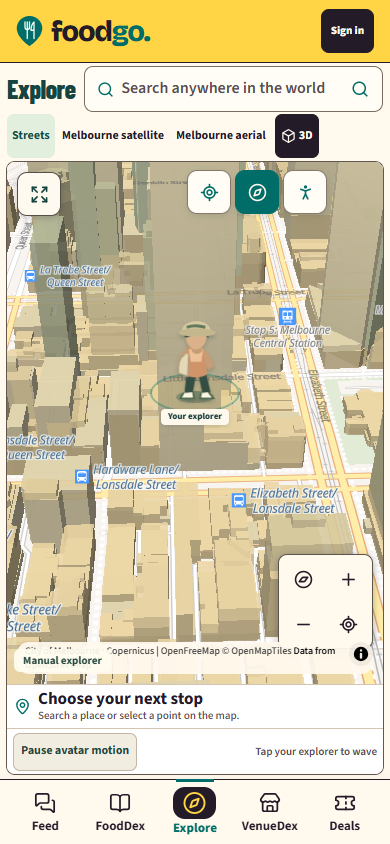 foodgo.
Sign in
Explore
Search anywhere in the world
Streets
Melbourne satellite
Melbourne aerial
3D
La Trobe Street/
Queen Street
La Trobe Street
Stop 5: Melbourne
Central Station
Elizabeth Street
Your explorer
Hardware Lane/
Lonsdale Street
Elizabeth Street/
Lonsdale Street
Street
Copernicus | OpenFreeMap © OpenMapTiles Data from
Manual explorer
Choose your next stop
Search a place or select a point on the map.
Pause avatar motion
Tap your explorer to wave
Feed
FoodDex
Explore
VenueDex
Deals